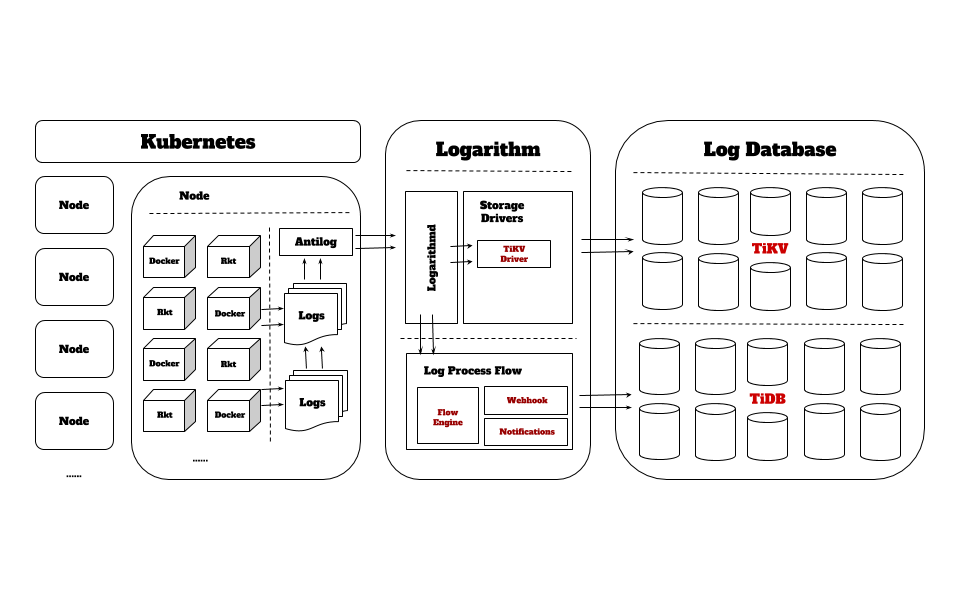 Kubernetes
Node
Node
Node
Node
......
Node
Docker
Rkt
Rkt
Docker
Docker
Rkt
Rkt
Docker
......
Antilog
Logs
Logs
Logarithm
Logarithmd
Storage
Drivers
TiKV
Driver
Log Process Flow
Flow
Engine
Webhook
Notifications
Log Database
TiKV
TiDB